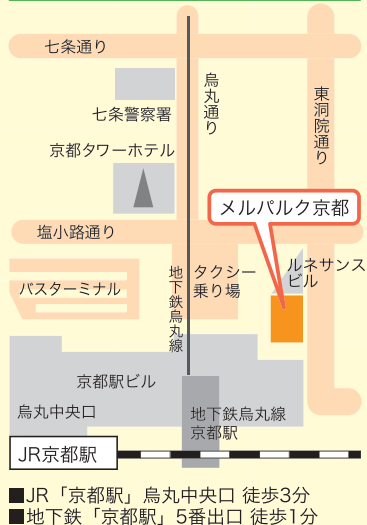 七条通り
烏丸通り
東洞院通り
七条警察署
京都タワーホテル
メルパルク京都
塩小路通り
地下鉄烏丸線
タクシー
乗り場
ルネサンス
ビル
バスターミナル
京都駅ビル
烏丸中央口
地下鉄烏丸線
京都駅
JR京都駅
■JR「京都駅」烏丸中央口 徒歩3分
■地下鉄「京都駅」5番出口 徒歩1分